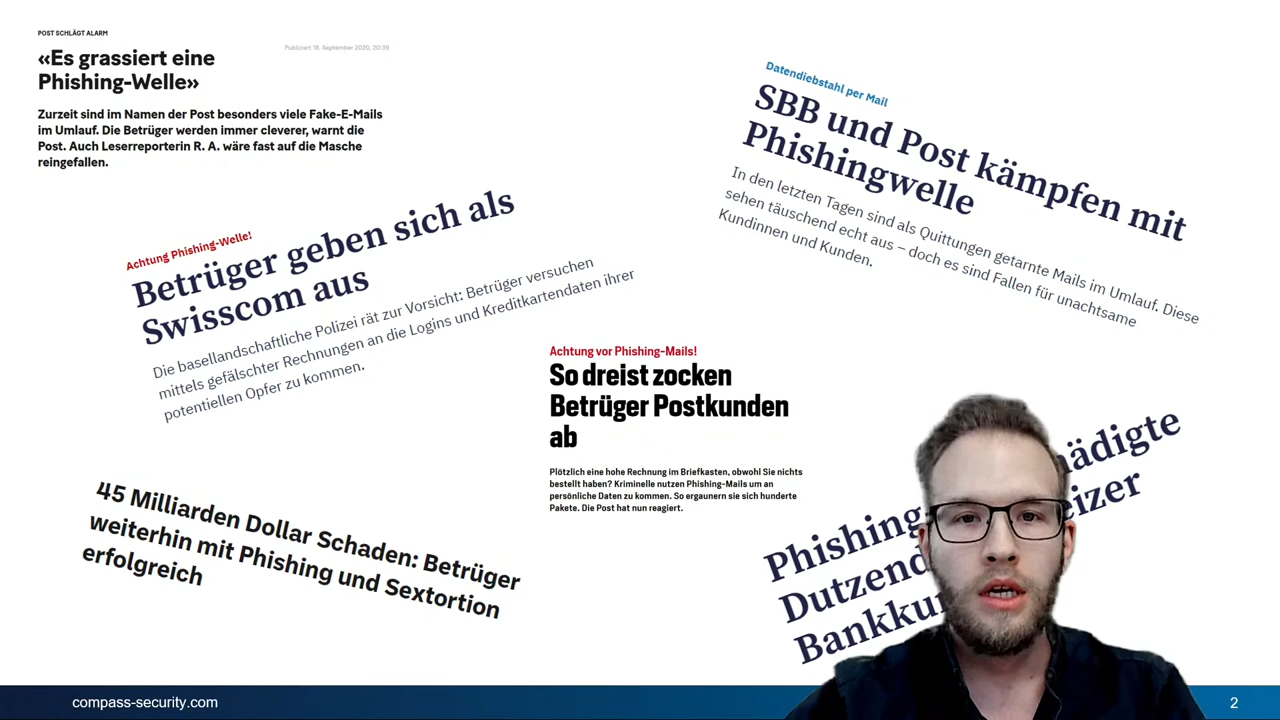 POST SCHLÄGT ALARM
«Es grassiert eine
Phishing-Welle»
Publiziert 18. September 2020, 20:39
Zurzeit sind im Namen der Post besonders viele Fake-E-Mails
im Umlauf. Die Betrüger werden immer cleverer, warnt die
Post. Auch Leserreporterin R. A. wäre fast auf die Masche
reingefallen.
Datendiebstahl per Mail
SBB und Post kämpfen mit
Phishingwelle
In den letzten Tagen sind als Quittungen getarnte Mails im Umlauf. Diese
sehen täuschend echt aus – doch es sind Fallen für unachtsame
Kundinnen und Kunden.
Achtung Phishing-Welle!
Betrüger geben sich als
Swisscom aus
Die basellandschaftliche Polizei rät zur Vorsicht: Betrüger versuchen
mittels gefälschter Rechnungen an die Logins und Kreditkartendaten ihrer
potentiellen Opfer zu kommen.
Achtung vor Phishing-Mails!
So dreist zocken
Betrüger Postkunden
ab
Plötzlich eine hohe Rechnung im Briefkasten, obwohl Sie nichts
bestellt haben? Kriminelle nutzen Phishing-Mails um an
persönliche Daten zu kommen. So ergaunern sie sich hunderte
Pakete. Die Post hat nun reagiert.
45 Milliarden Dollar Schaden: Betrüger
weiterhin mit Phishing und Sextortion
erfolgreich
Phishing
compass-security.com
2